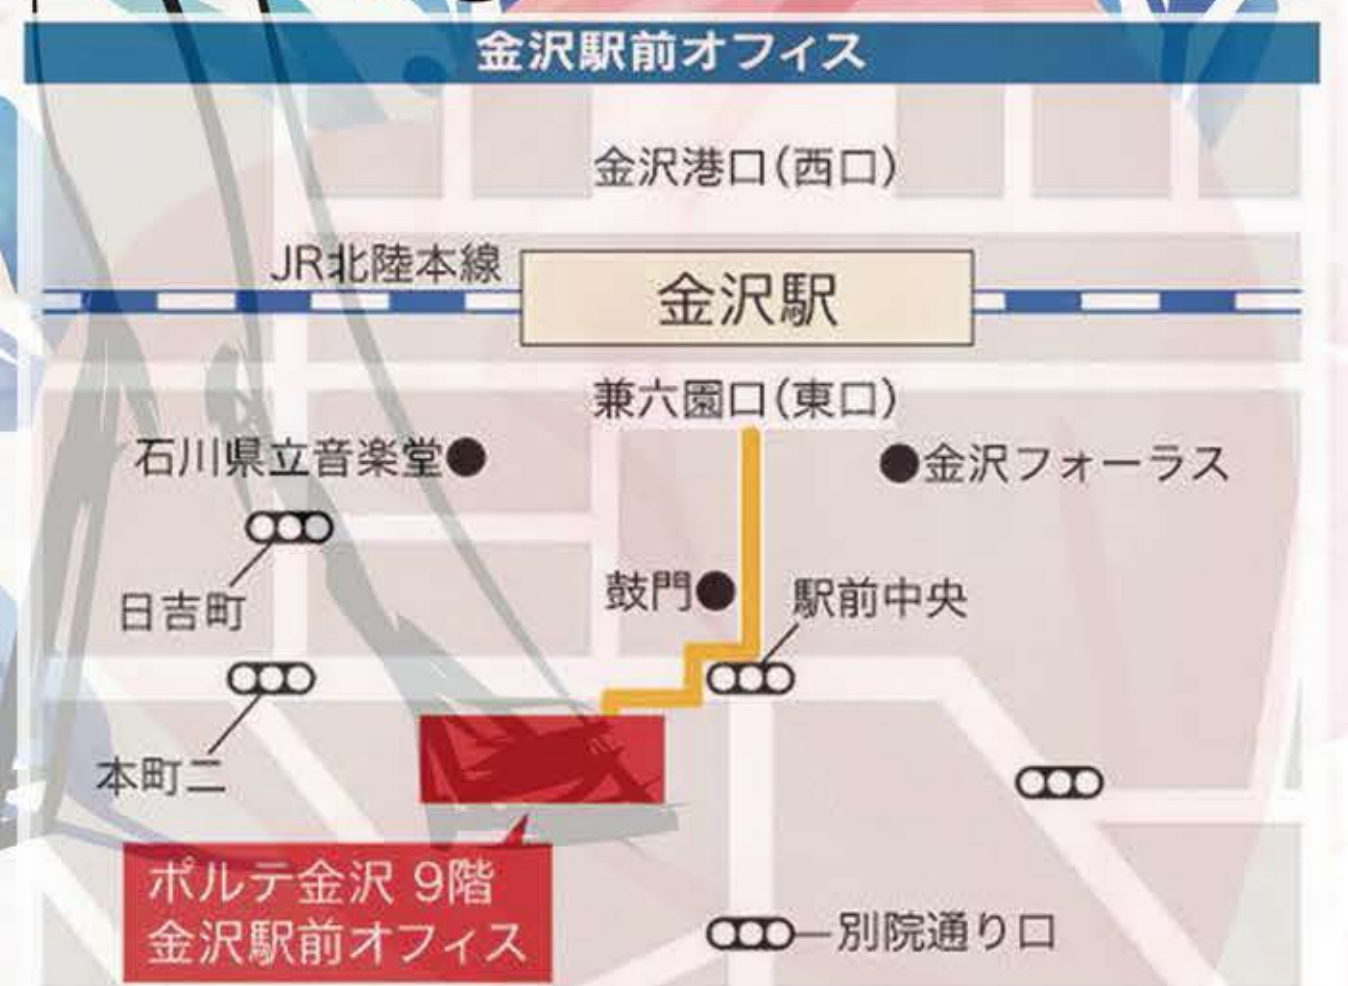 金沢駅前オフィス
金沢港口(西口)
JR北陸本線
金沢駅
兼六園口(東口)
石川県立音楽堂
金沢フォーラス
日吉町
鼓門
駅前中央
本町二
ポルテ金沢 9階
金沢駅前オフィス
別院通り口